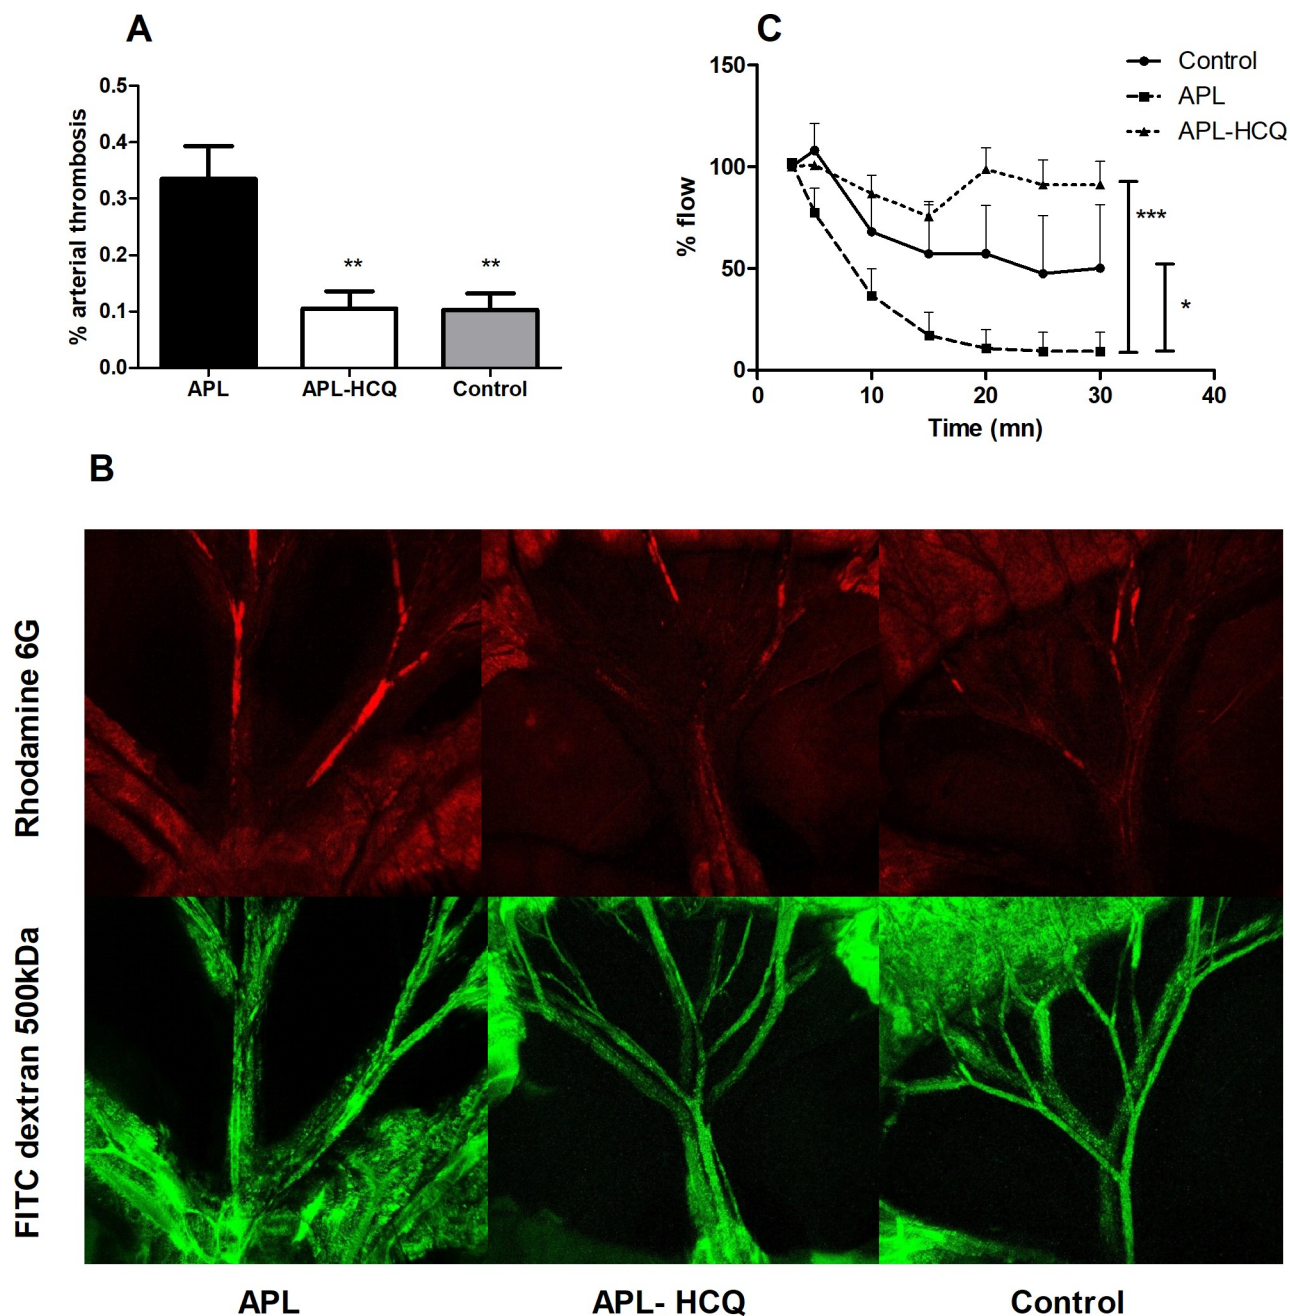 A
% arterial thrombosis
0.5
0.4
0.3
0.2
0.1
0.0
**
**
APL
APL-HCQ
Control
C
% flow
150
100
50
0
Control
APL
APL-HCQ
***
*
0
10
20
30
40
Time (mn)
B
Rhodamine 6G
FITC dextran 500kDa
APL
APL- HCQ
Control